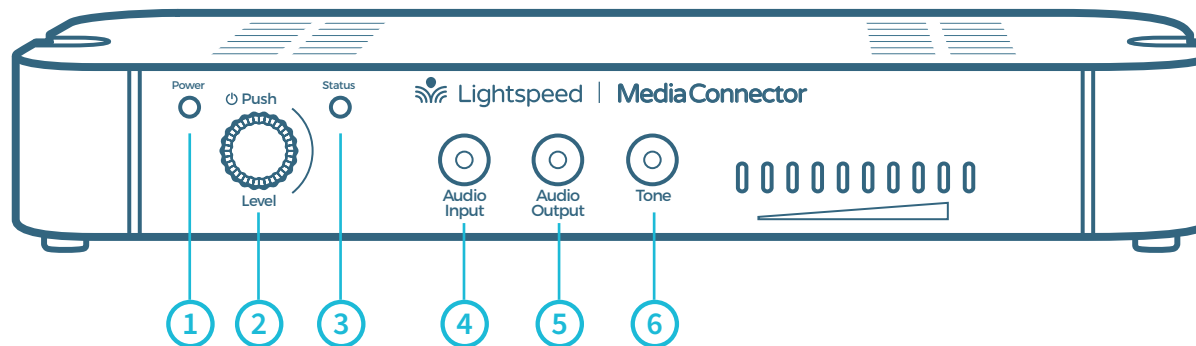 Power
Push
Status
Lightspeed | MediaConnector
Level
Audio
Input
Audio
Output
Tone
1
2
3
4
5
6